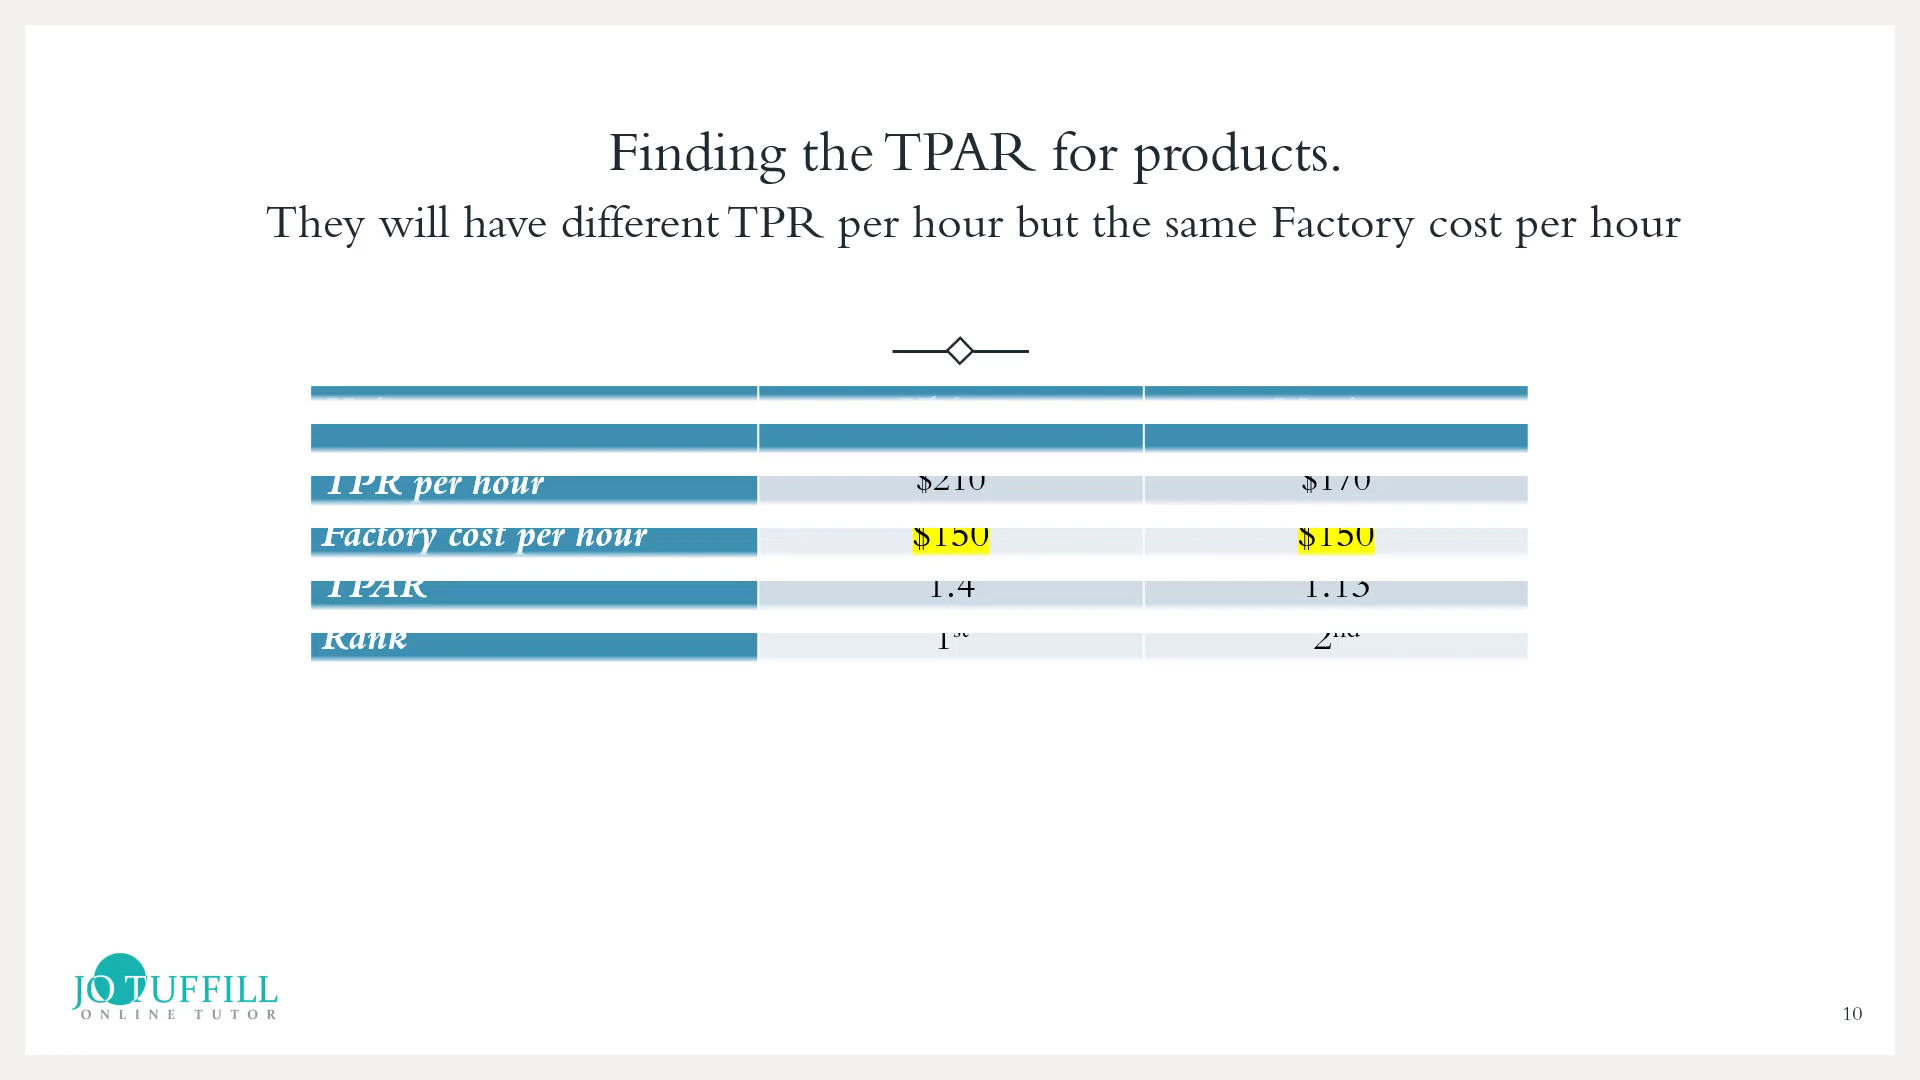 Finding the TPAR for products.
They will have different TPR per hour but the same Factory cost per hour
TPR per hour $210 $170
Factory cost per hour $150 $150
TPAR 1.4 1.13
Rank 1st 2nd
JO TUFFILL
ONLINE TUTOR
10